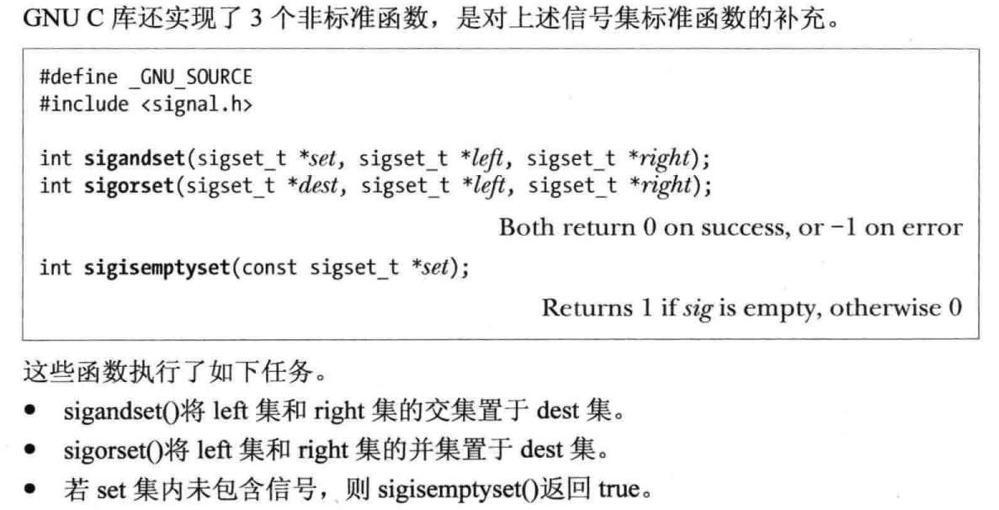 GNU C 库还实现了 3 个非标准函数，是对上述信号集标准函数的补充。
#define _GNU_SOURCE
#include <signal.h>
int sigandset(sigset_t *set, sigset_t *left, sigset_t *right);
int sigorset(sigset_t *dest, sigset_t *left, sigset_t *right);
Both return 0 on success, or −1 on error
int sigisemptyset(const sigset_t *set);
Returns 1 if sig is empty, otherwise 0
这些函数执行了如下任务。
● sigandset()将 left 集和 right 集的交集置于 dest 集。
● sigorset()将 left 集和 right 集的并集置于 dest 集。
● 若 set 集内未包含信号，则 sigisemptyset()返回 true。